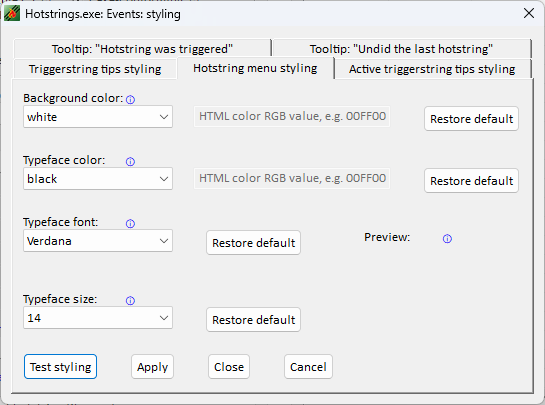 Hotstrings.exe: Events: styling
Tooltip: "Hotstring was triggered" Tooltip: "Undid the last hotstring"
Triggerstring tips styling Hotstring menu styling Active triggerstring tips styling
Background color: ⓘ
white HTML color RGB value, e.g. 00FF00 Restore default
Typeface color: ⓘ
black HTML color RGB value, e.g. 00FF00 Restore default
Typeface font: ⓘ
Verdana Restore default Preview: ⓘ
Typeface size: ⓘ
14 Restore default
Test styling Apply Close Cancel